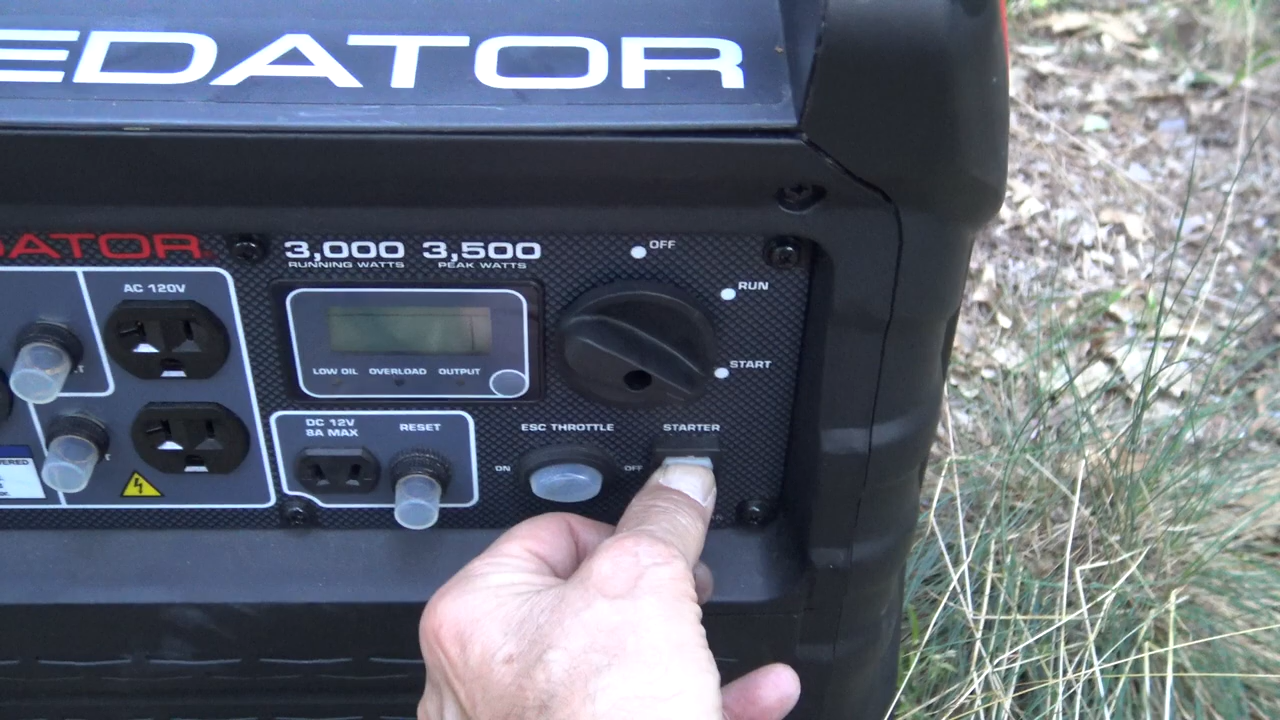 EDATOR
DATOR
3,000 3,500
RUNNING WATTS PEAK WATTS
OFF
RUN
START
AC 120V
LOW OIL OVERLOAD OUTPUT
DC 12V
8A MAX
RESET
ESC THROTTLE
ON
OFF
STARTER